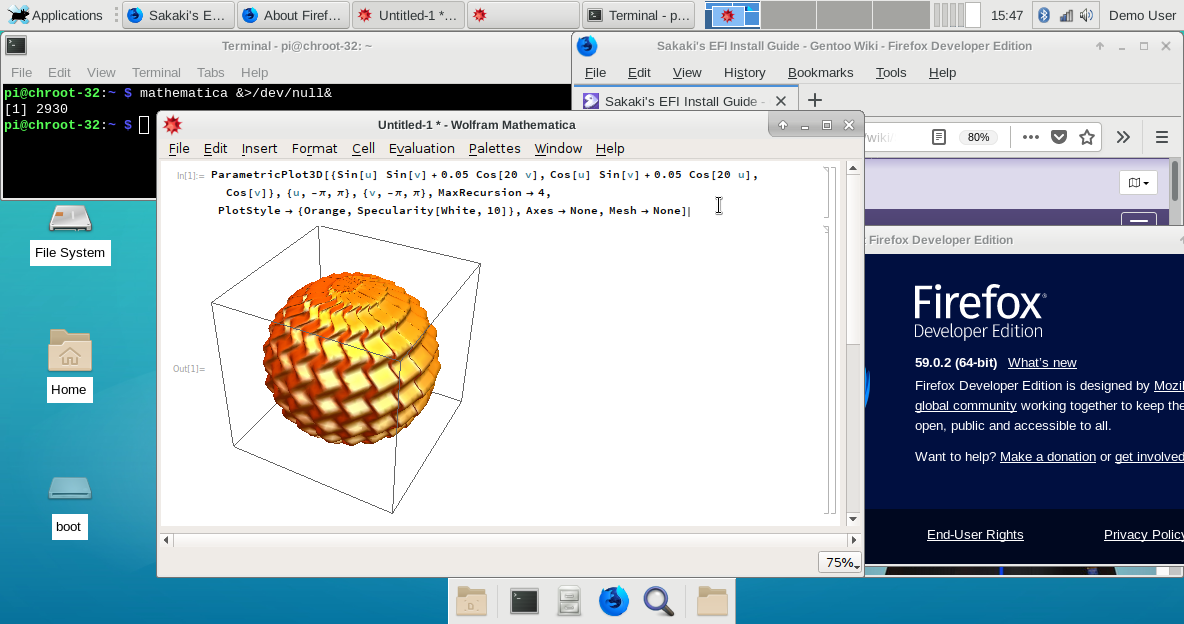 Applications
Sakaki's E...
About Firef...
Untitled-1 *...
Terminal - p...
15:47
Demo User
Terminal - pi@chroot-32: ~
File Edit View Terminal Tabs Help
pi@chroot-32:~ $ mathematica &>/dev/null&
[1] 2930
pi@chroot-32:~ $
Sakaki's EFI Install Guide - Gentoo Wiki - Firefox Developer Edition
File Edit View History Bookmarks Tools Help
Sakaki's EFI Install Guide -
/wiki/
80%
Untitled-1 * - Wolfram Mathematica
File Edit Insert Format Cell Evaluation Palettes Window Help
In[1]:= ParametricPlot3D[{Sin[u] Sin[v] + 0.05 Cos[20 v], Cos[u] Sin[v] + 0.05 Cos[20 u],
Cos[v]}, {u, -π, π}, {v, -π, π}, MaxRecursion → 4,
PlotStyle → {Orange, Specularity[White, 10]}, Axes → None, Mesh → None]
Out[1]=
75%
File System
Home
boot
Firefox Developer Edition
Firefox
Developer Edition
59.0.2 (64-bit) What's new
Firefox Developer Edition is designed by Mozil
global community working together to keep the
open, public and accessible to all.
Want to help? Make a donation or get involved
End-User Rights
Privacy Policy